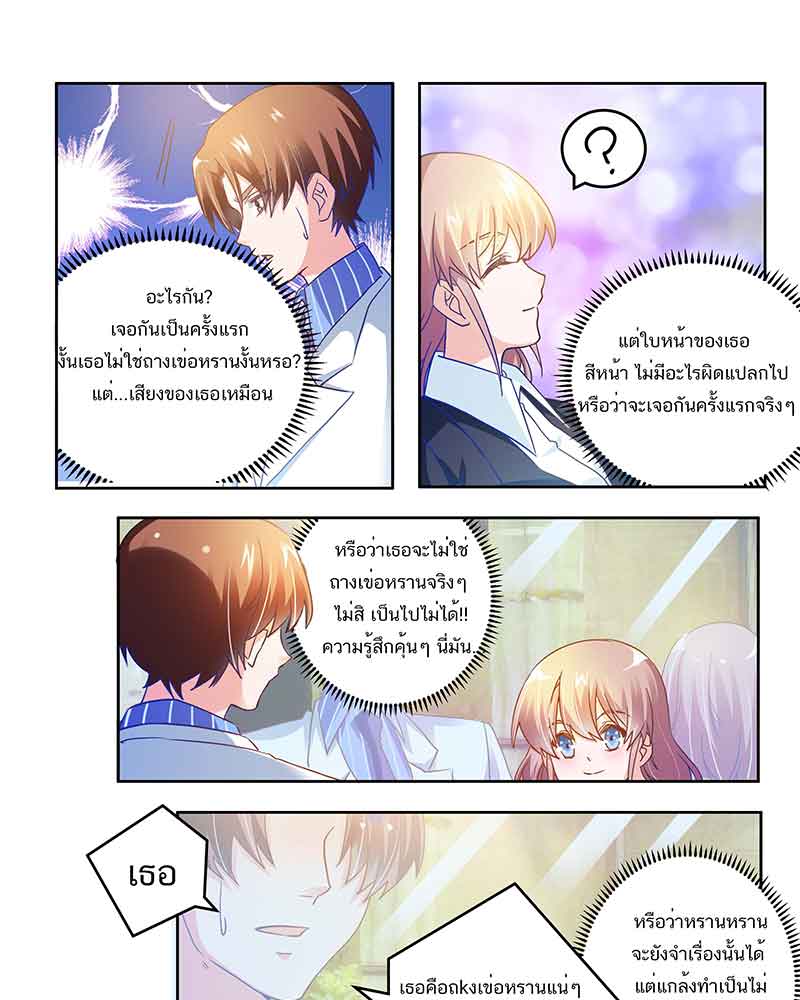 อะไรกัน?
เจอกันเป็นครั้งแรก
งั้นเธอไม่ใช่ถางเข่อหรานงั้นหรอ?
แต่...เสียงของเธอเหมือน
?
แต่ใบหน้าของเธอ
สีหน้า ไม่มีอะไรผิดแปลกไป
หรือว่าจะเจอกันครั้งแรกจริงๆ
หรือว่าเธอจะไม่ใช่
ถางเข่อหรานจริงๆ
ไม่สิ เป็นไปไม่ได้!!
ความรู้สึกคุ้นๆ นี่มัน..
เธอ
เธอคือถkงเข่อหรานแน่ๆ
หรือว่าหรานหราน
จะยังจำเรื่องนั้นได้
แต่แกล้งทำเป็นไม่